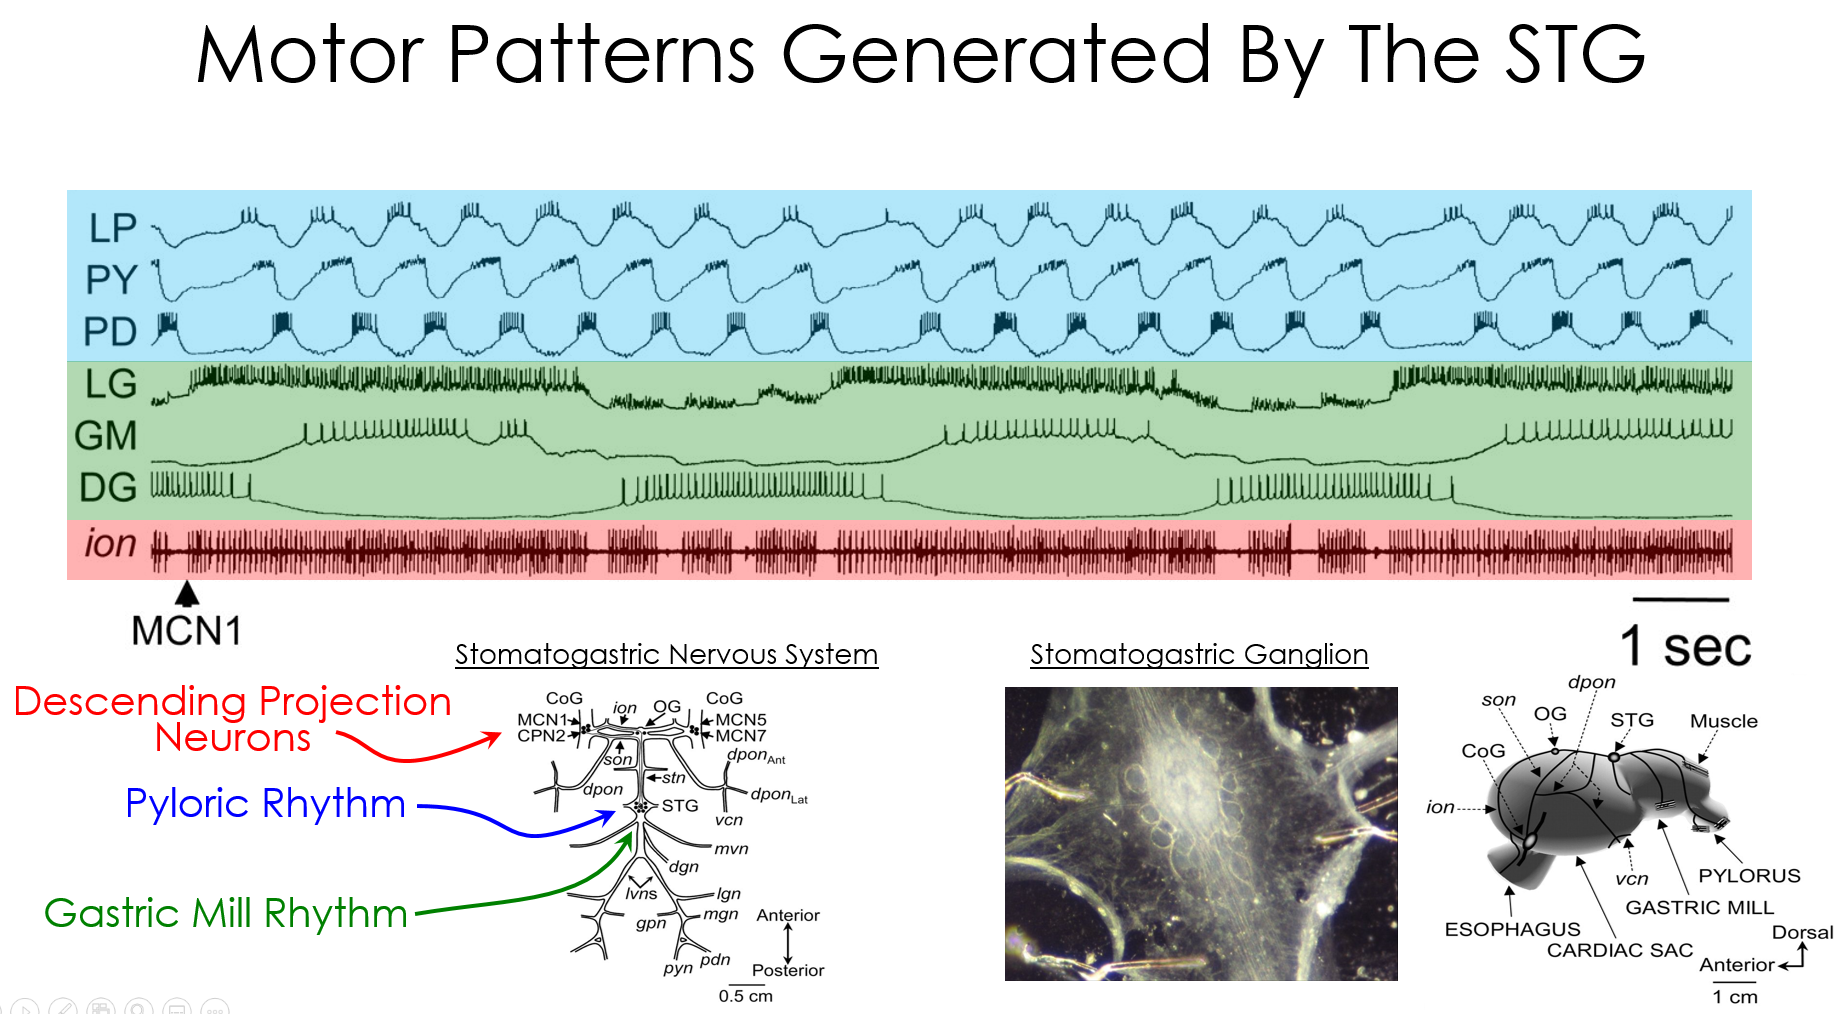 Motor Patterns Generated By The STG
LP
PY
PD
LG
GM
DG
ion
MCN1
1 sec
Descending Projection
Neurons
Pyloric Rhythm
Gastric Mill Rhythm
Stomatogastric Nervous System
CoG
ion
OG
CoG
MCN1
CPN2
MCN5
MCN7
son
dponAnt
stn
dpon
dponLat
STG
vcn
mvn
dgn
lvns
lgn
mgn
gpn
pdn
pyn
Anterior
Posterior
0.5 cm
Stomatogastric Ganglion
dpon
son
OG
STG
Muscle
CoG
ion
vcn
PYLORUS
GASTRIC MILL
ESOPHAGUS
CARDIAC SAC
Dorsal
Anterior
1 cm